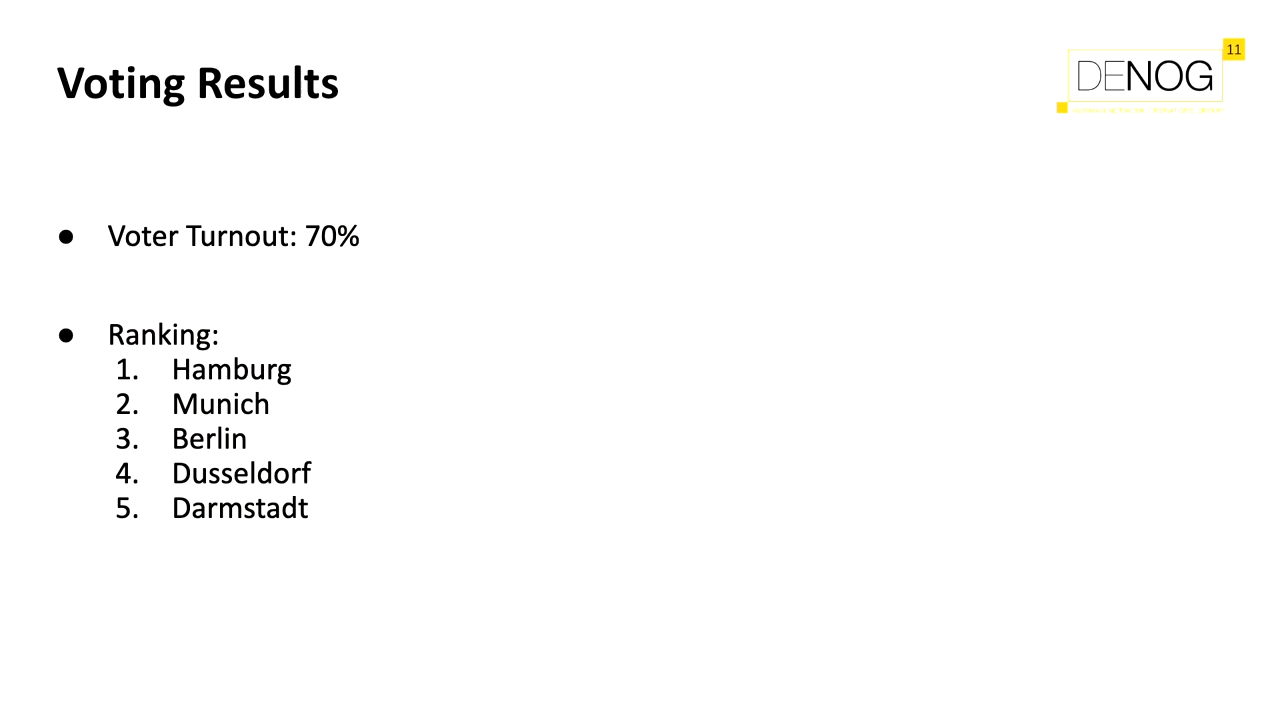 Voting Results
11
DENOG
● Voter Turnout: 70%
● Ranking:
1. Hamburg
2. Munich
3. Berlin
4. Dusseldorf
5. Darmstadt